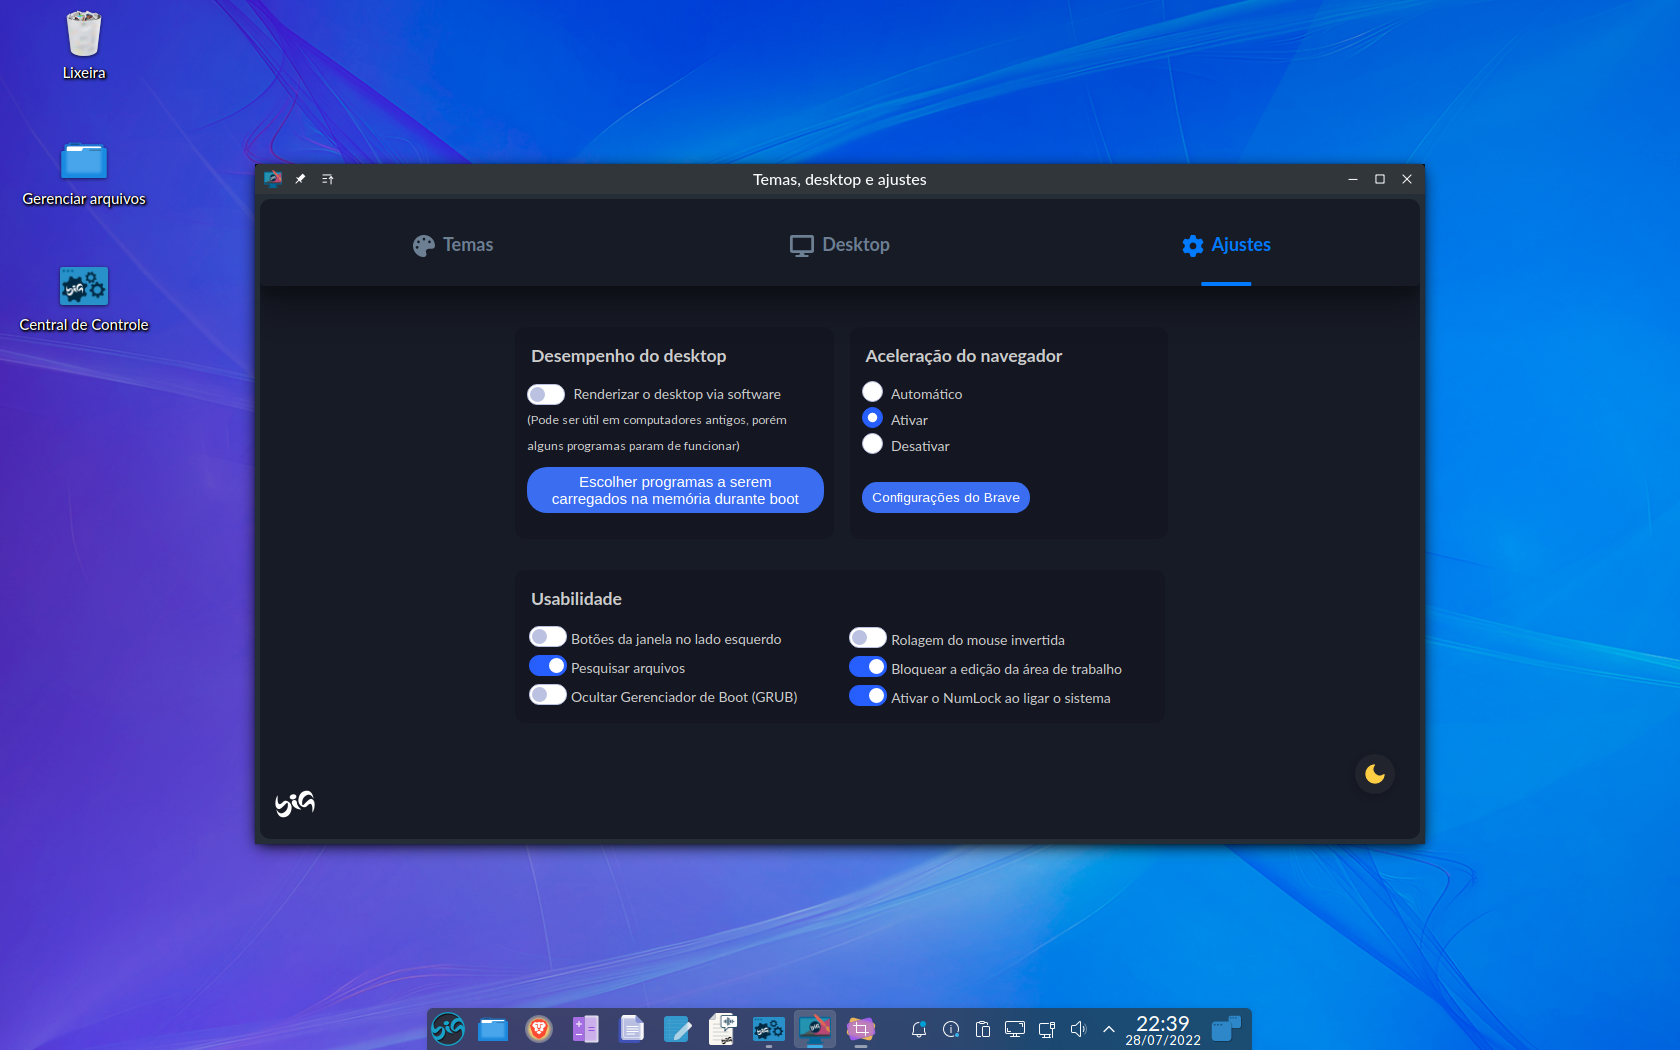 Lixeira
Gerenciar arquivos
Central de Controle
Temas, desktop e ajustes
Temas
Desktop
Ajustes
Desempenho do desktop
Renderizar o desktop via software
(Pode ser útil em computadores antigos, porém
alguns programas param de funcionar)
Escolher programas a serem
carregados na memória durante boot
Aceleração do navegador
Automático
Ativar
Desativar
Configurações do Brave
Usabilidade
Botões da janela no lado esquerdo
Pesquisar arquivos
Ocultar Gerenciador de Boot (GRUB)
Rolagem do mouse invertida
Bloquear a edição da área de trabalho
Ativar o NumLock ao ligar o sistema
BIG
22:39
28/07/2022